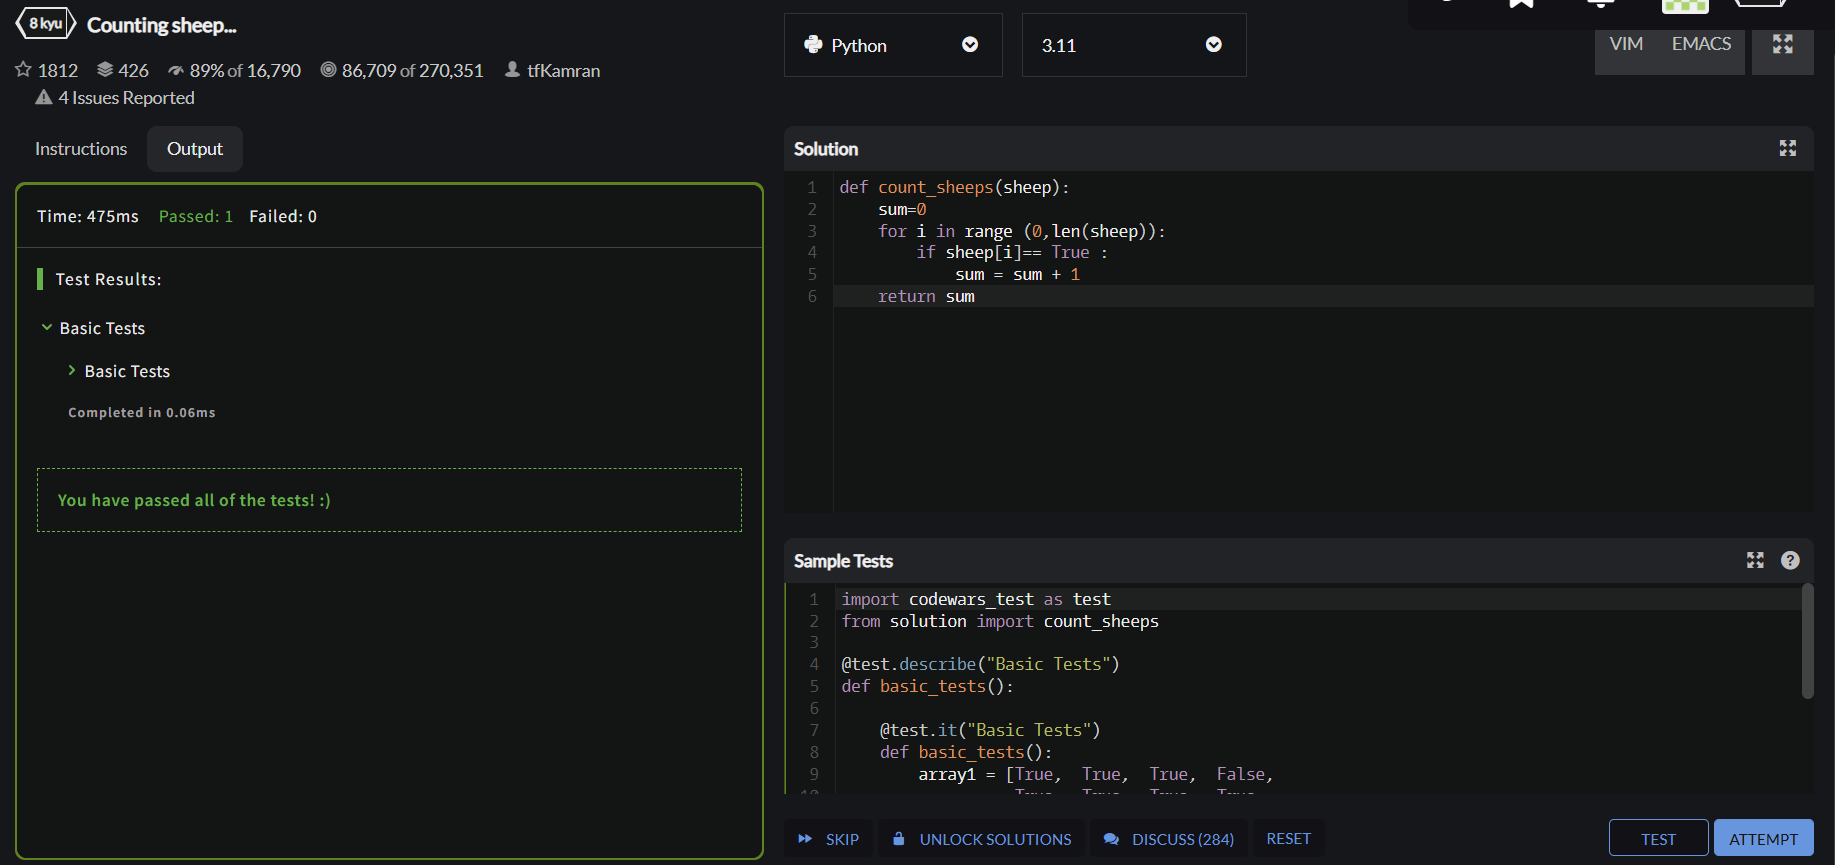 8 kyu Counting sheep...
1812 426 89% of 16,790 86,709 of 270,351 tfKamran
4 Issues Reported
Instructions Output
Time: 475ms Passed: 1 Failed: 0
Test Results:
Basic Tests
Basic Tests
Completed in 0.06ms
You have passed all of the tests! :)
Python 3.11
VIM EMACS
Solution
1 def count_sheeps(sheep):
2     sum=0
3     for i in range (0,len(sheep)):
4         if sheep[i]== True :
5             sum = sum + 1
6     return sum
Sample Tests
?
1 import codewars_test as test
2 from solution import count_sheeps
3
4 @test.describe("Basic Tests")
5 def basic_tests():
6
7     @test.it("Basic Tests")
8     def basic_tests():
9         array1 = [True,  True,  True,  False,
10                   True,  True,  True,  True,
SKIP UNLOCK SOLUTIONS DISCUSS (284) RESET
TEST ATTEMPT